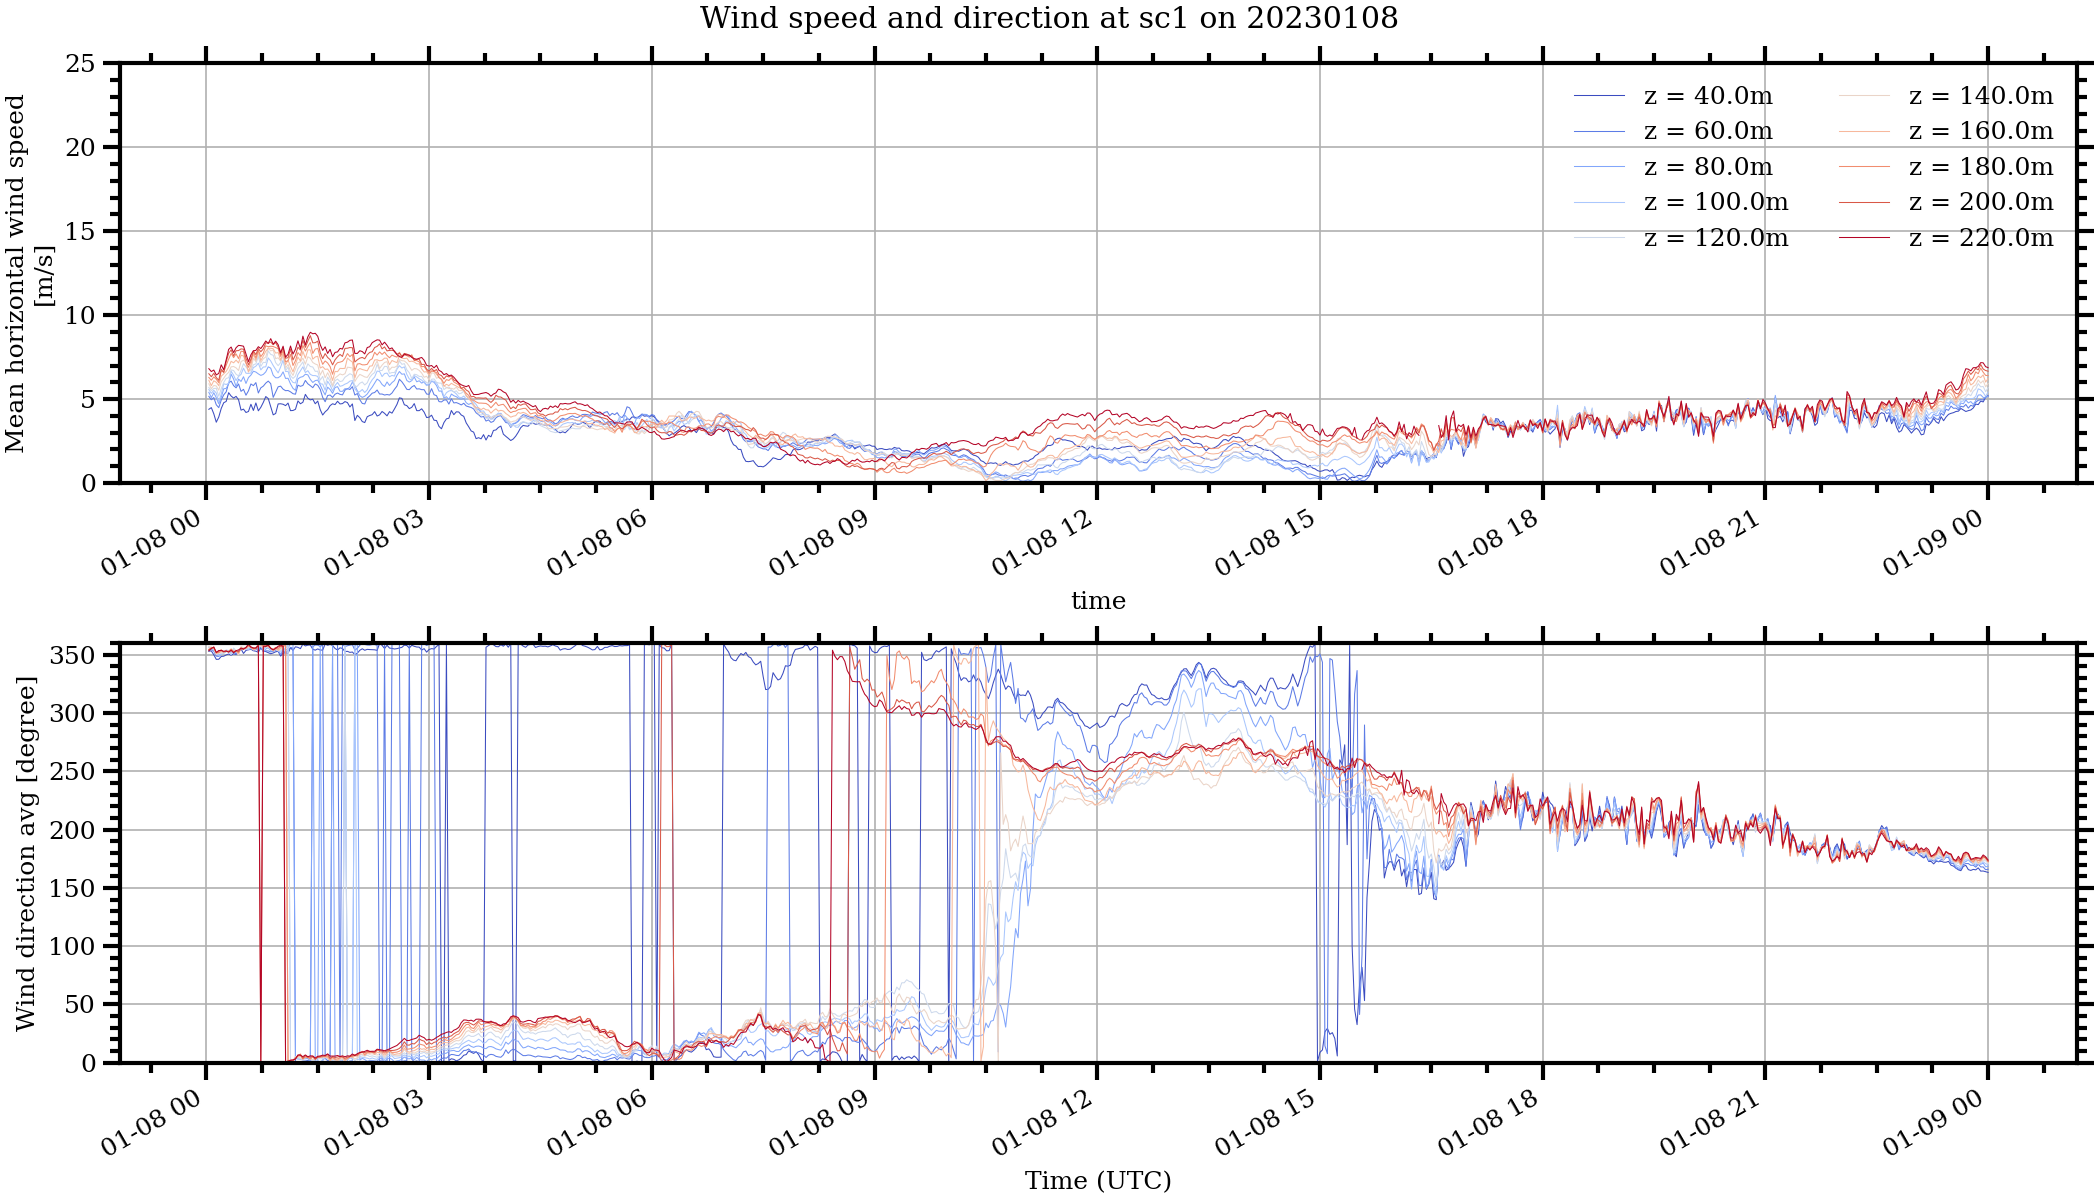 Wind speed and direction at sc1 on 20230108
Mean horizontal wind speed
[m/s]
25
20
15
10
5
0
z = 40.0m
z = 60.0m
z = 80.0m
z = 100.0m
z = 120.0m
z = 140.0m
z = 160.0m
z = 180.0m
z = 200.0m
z = 220.0m
01-08 00
01-08 03
01-08 06
01-08 09
01-08 12
01-08 15
01-08 18
01-08 21
01-09 00
time
Wind direction avg [degree]
350
300
250
200
150
100
50
0
01-08 00
01-08 03
01-08 06
01-08 09
01-08 12
01-08 15
01-08 18
01-08 21
01-09 00
Time (UTC)